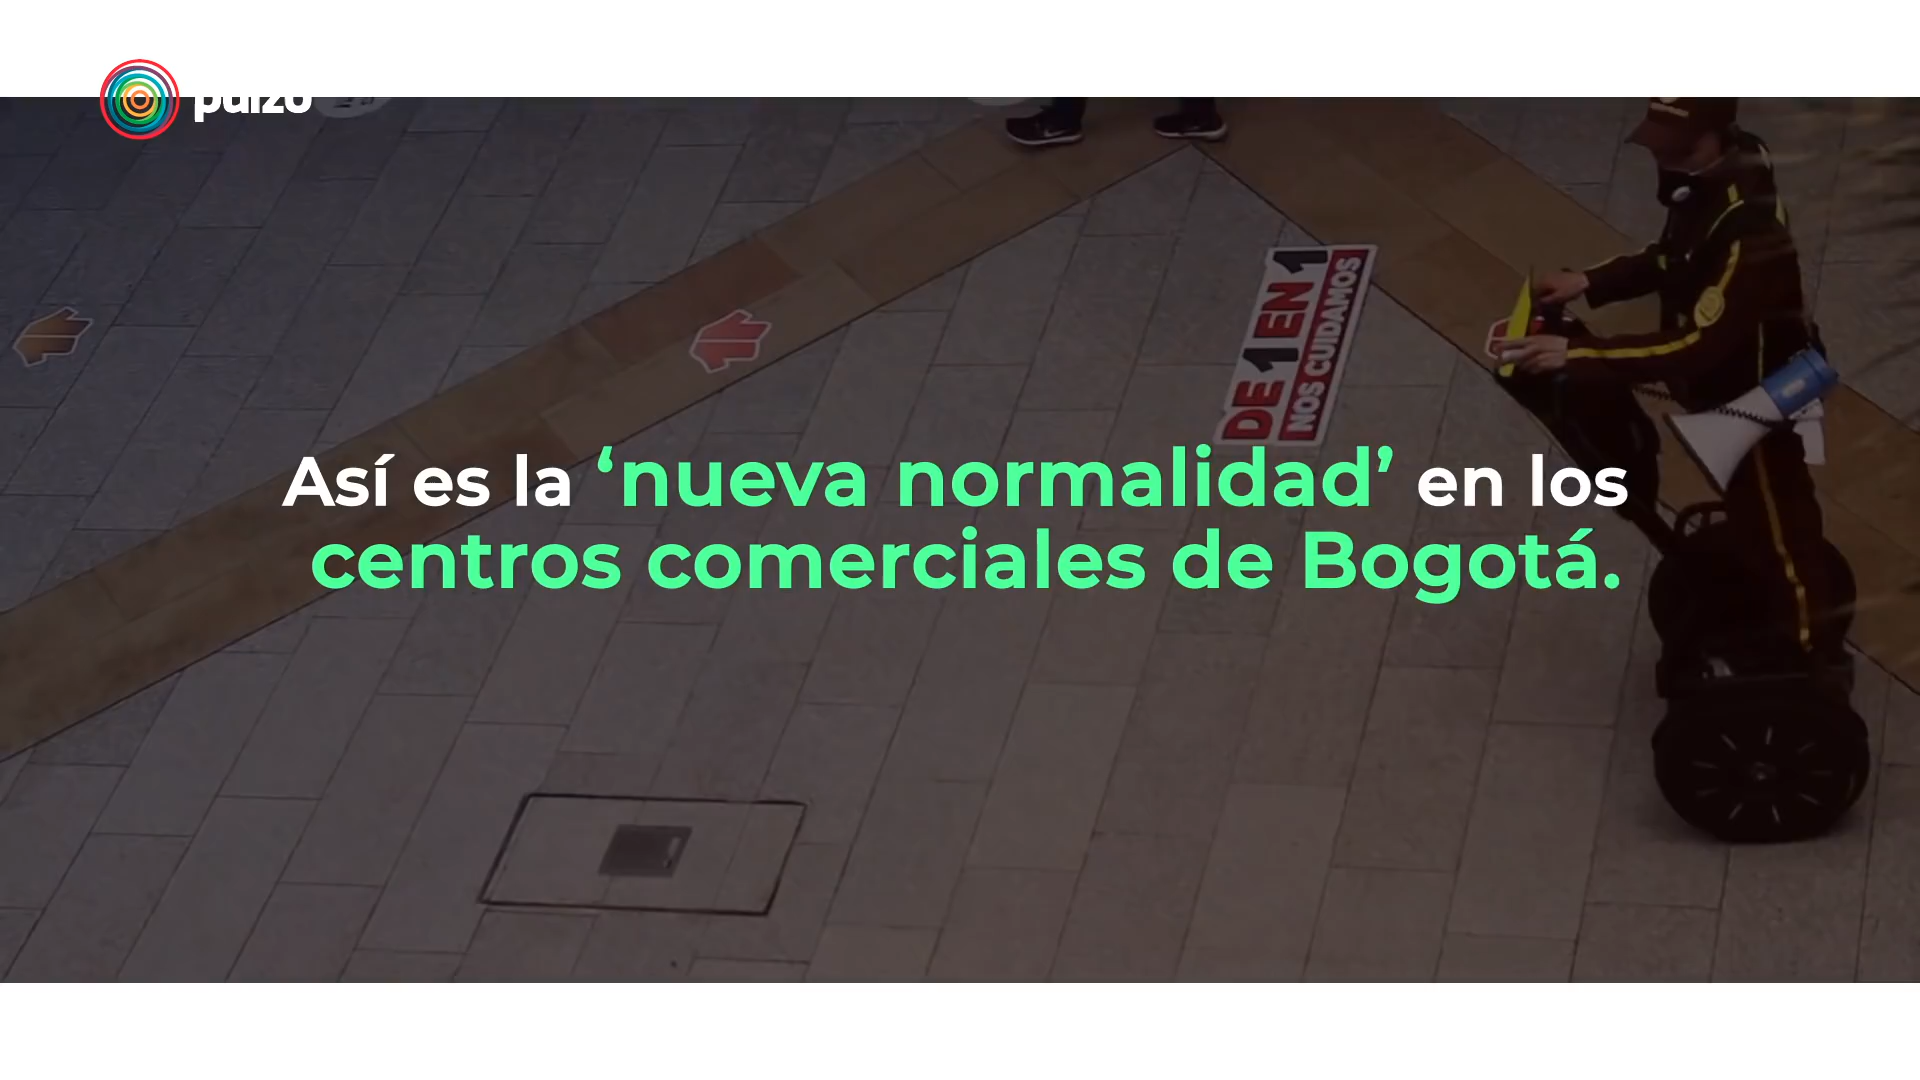 pulzo
Así es la ‘nueva normalidad’ en los
centros comerciales de Bogotá.
DE 1 EN 1
NOS CUIDAMOS